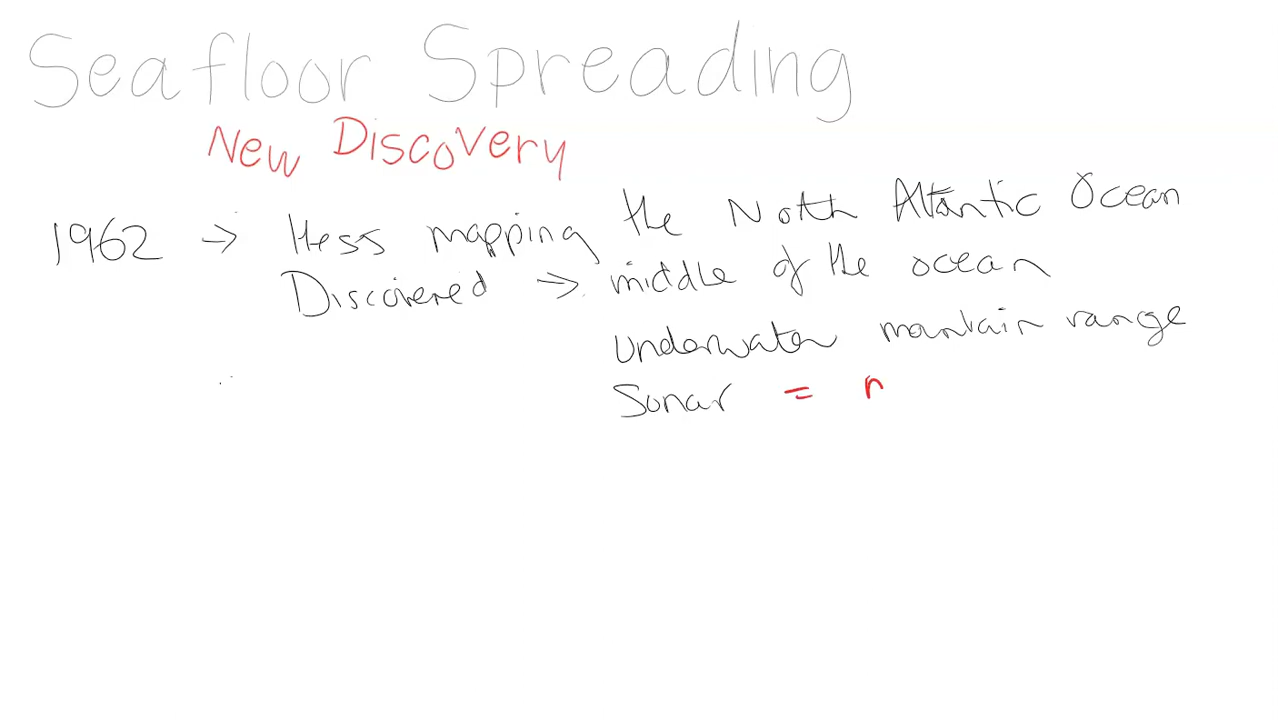 Seafloor Spreading
New Discovery
1962 → Hess mapping the North Atlantic Ocean
Discovered → middle of the ocean
underwater mountain range
Sonar = r